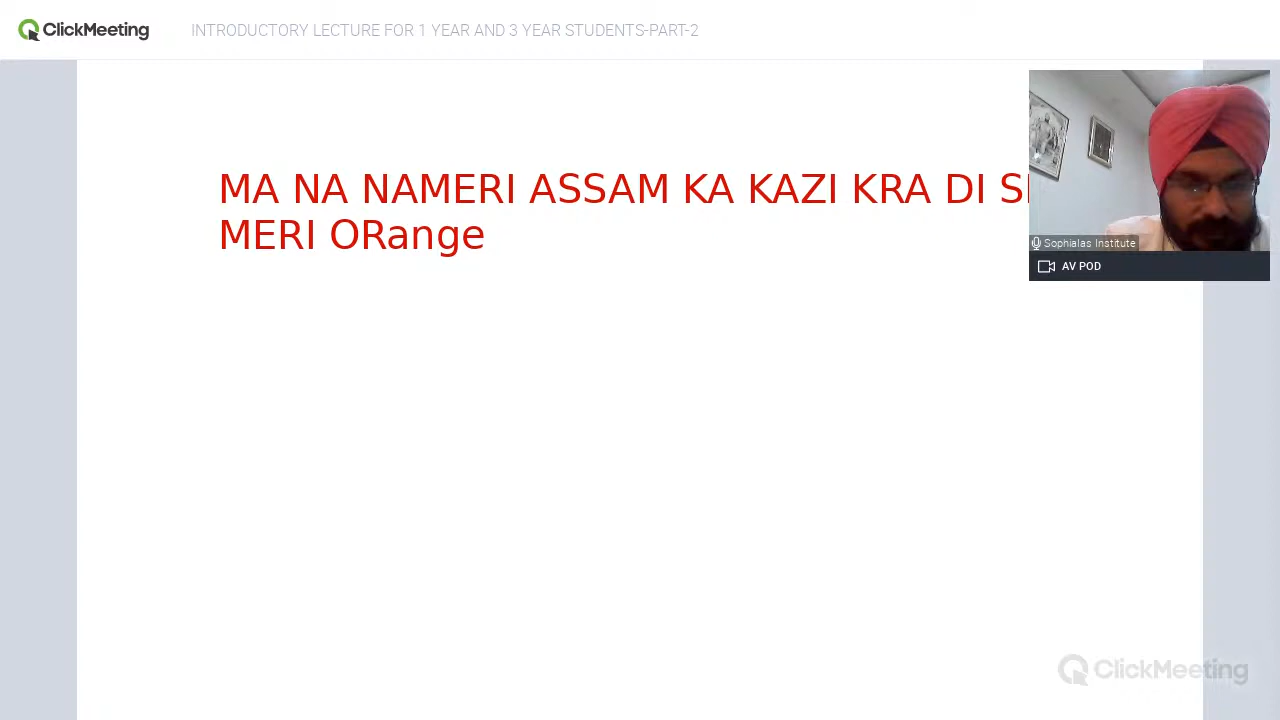 ClickMeeting
INTRODUCTORY LECTURE FOR 1 YEAR AND 3 YEAR STUDENTS-PART-2
MA NA NAMERI ASSAM KA KAZI KRA DI
MERI ORange
Sophialas Institute
AV POD
ClickMeeting